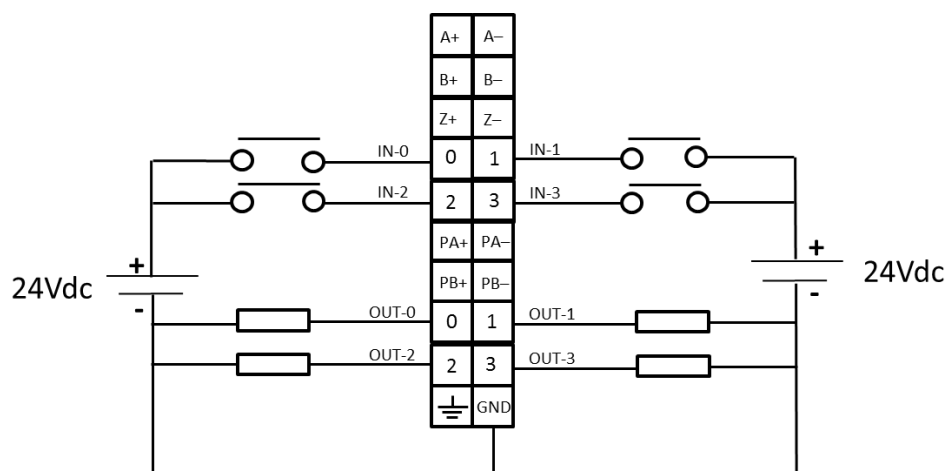 A+ A–
B+ B–
Z+ Z–
IN-0 0 1 IN-1
IN-2 2 3 IN-3
PA+ PA–
+ +
24Vdc PB+ PB– 24Vdc
- -
OUT-0 0 1 OUT-1
OUT-2 2 3 OUT-3
GND